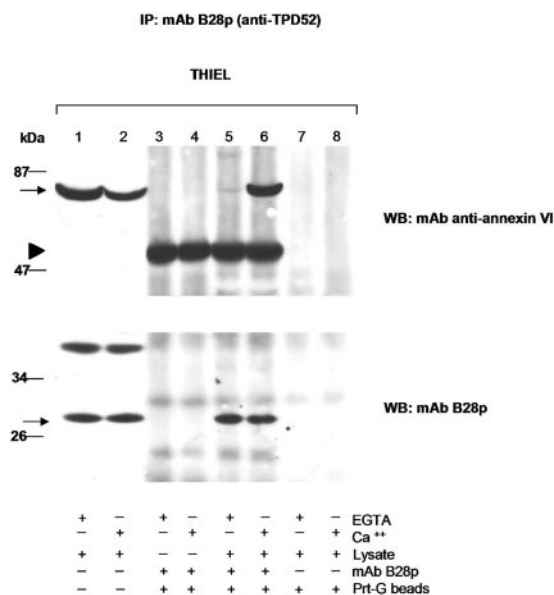 IP: mAb B28p (anti-TPD52)
THIEL
kDa 1 2 3 4 5 6 7 8
87
WB: mAb anti-annexin VI
47
34
WB: mAb B28p
26
+ – + – + – + – EGTA
– + – + – + – + Ca ++
+ + – – + + + + Lysate
– – + + + + – – mAb B28p
– – + + + + + + Prt-G beads